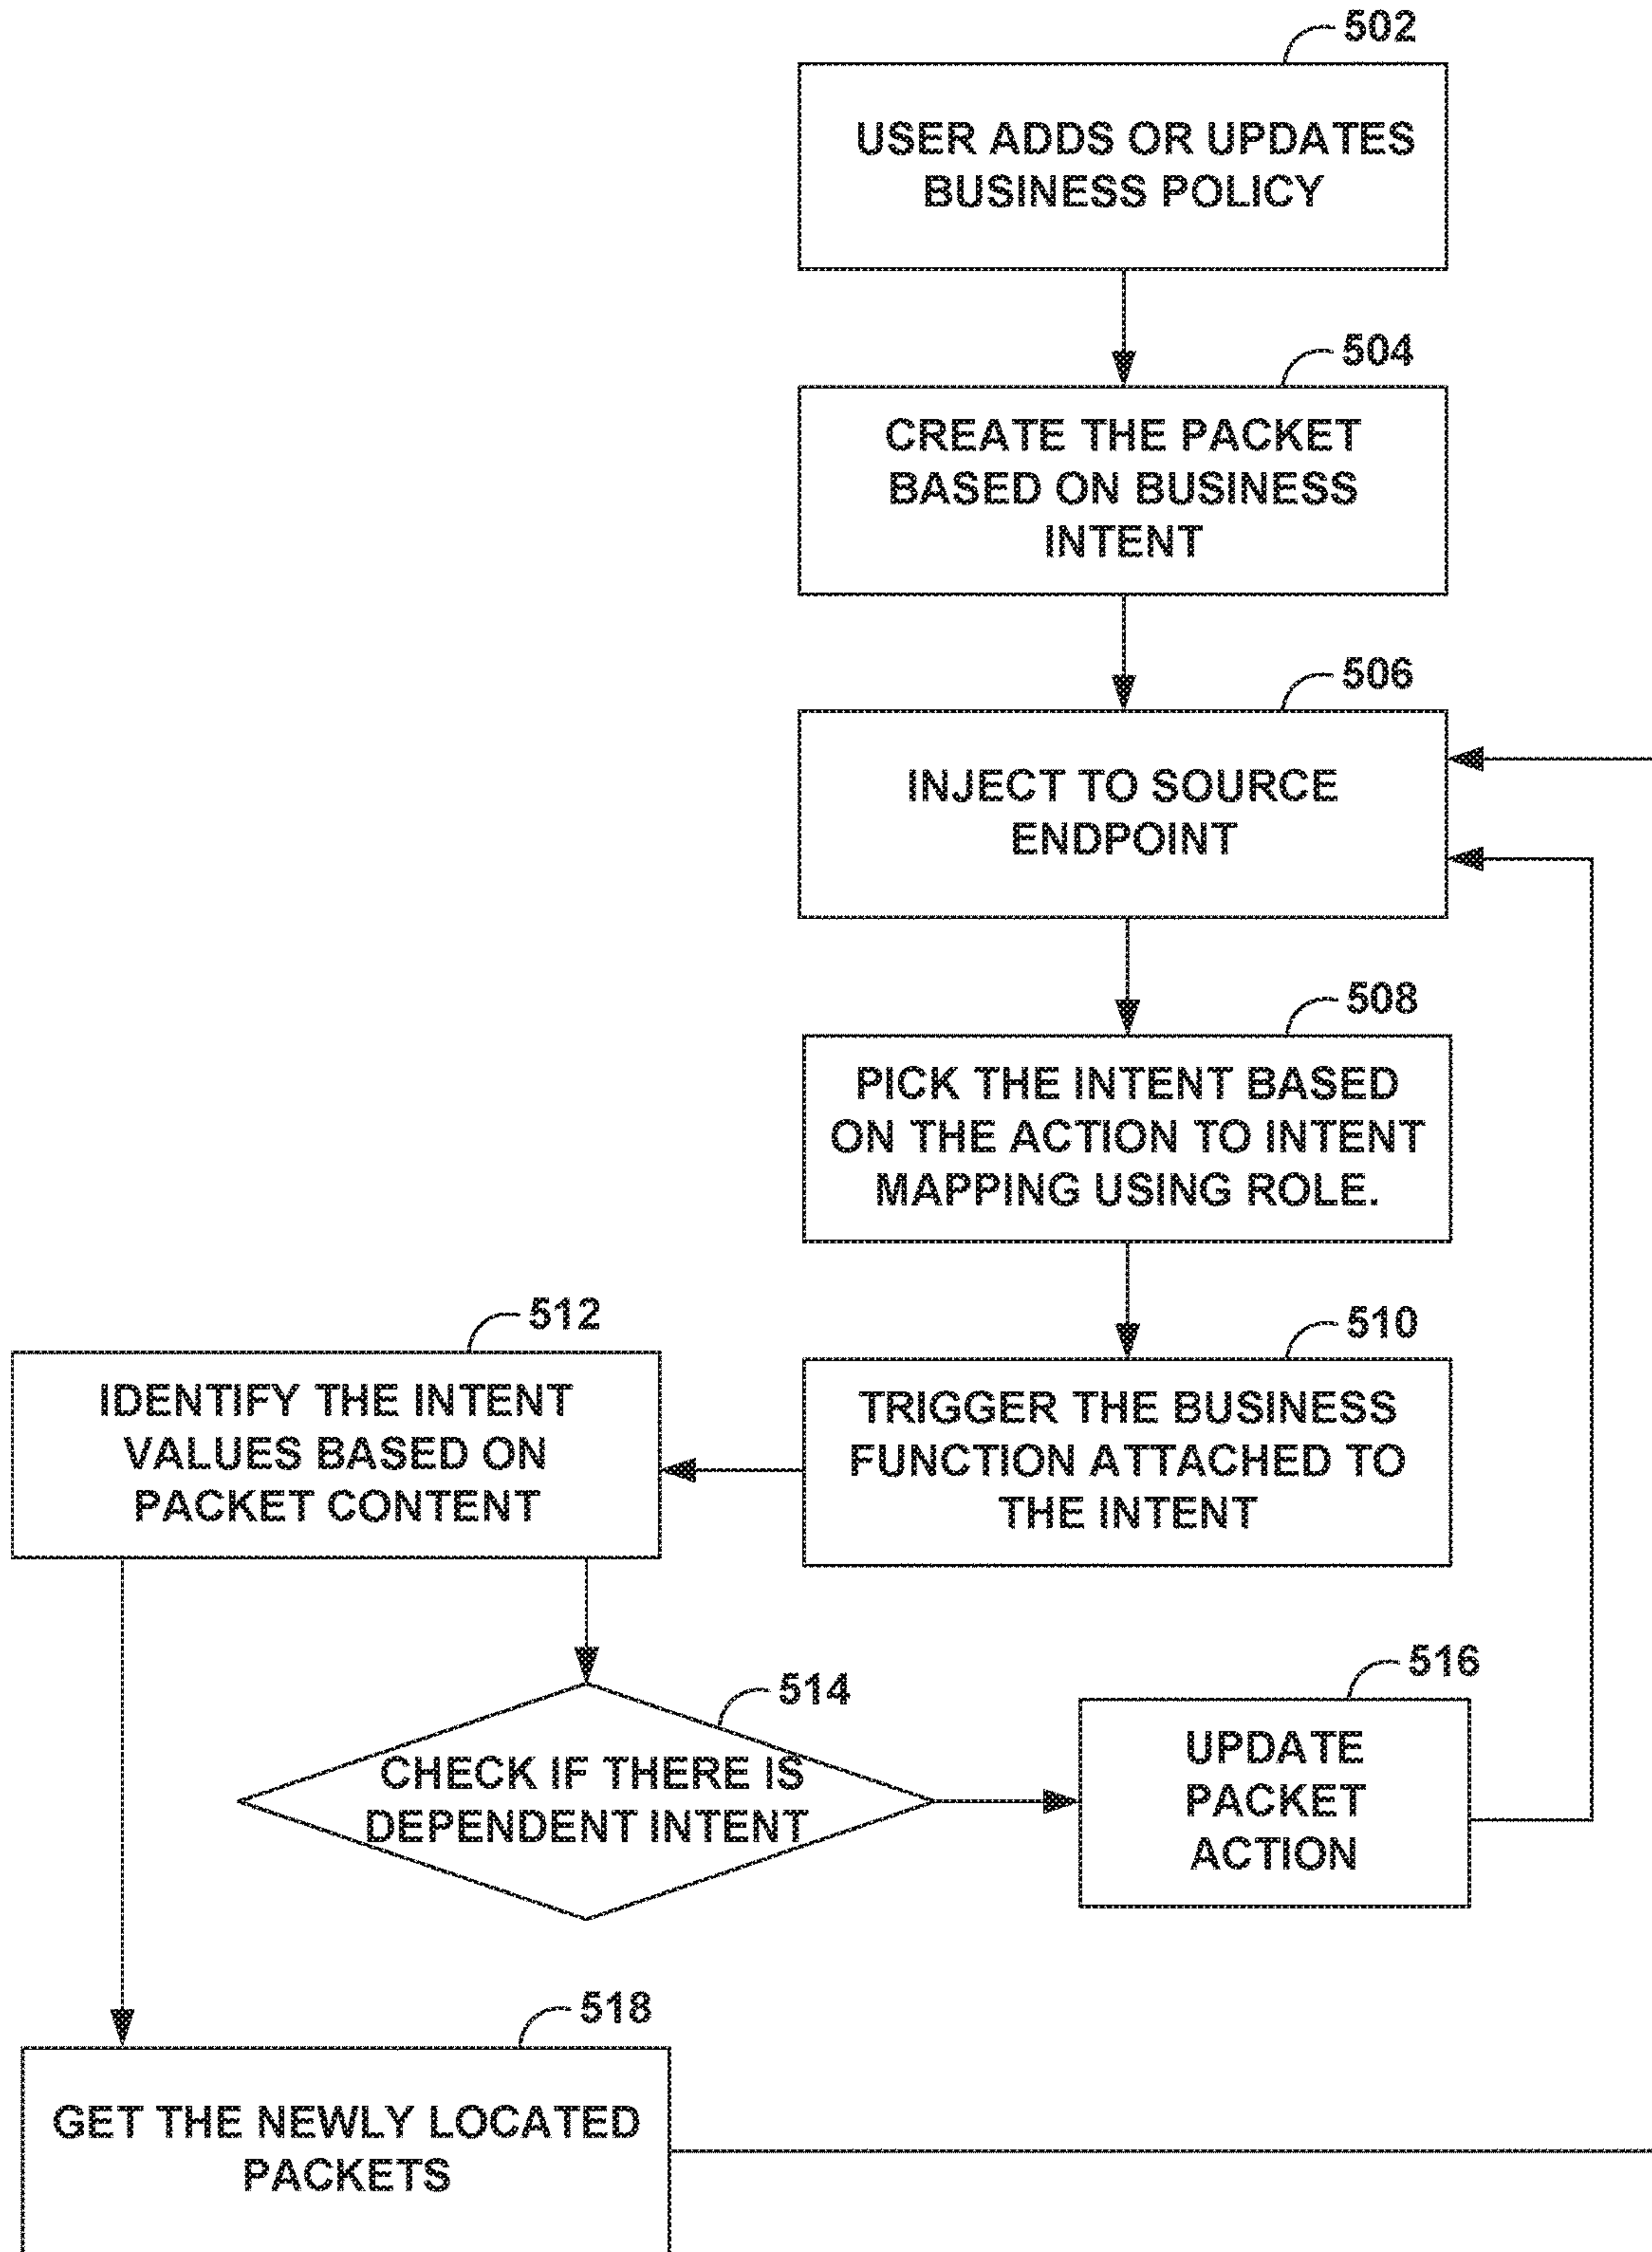 502
USER ADDS OR UPDATES
BUSINESS POLICY
504
CREATE THE PACKET
BASED ON BUSINESS
INTENT
506
INJECT TO SOURCE
ENDPOINT
508
PICK THE INTENT BASED
ON THE ACTION TO INTENT
MAPPING USING ROLE.
510
TRIGGER THE BUSINESS
FUNCTION ATTACHED TO
THE INTENT
512
IDENTIFY THE INTENT
VALUES BASED ON
PACKET CONTENT
514
CHECK IF THERE IS
DEPENDENT INTENT
516
UPDATE
PACKET
ACTION
518
GET THE NEWLY LOCATED
PACKETS